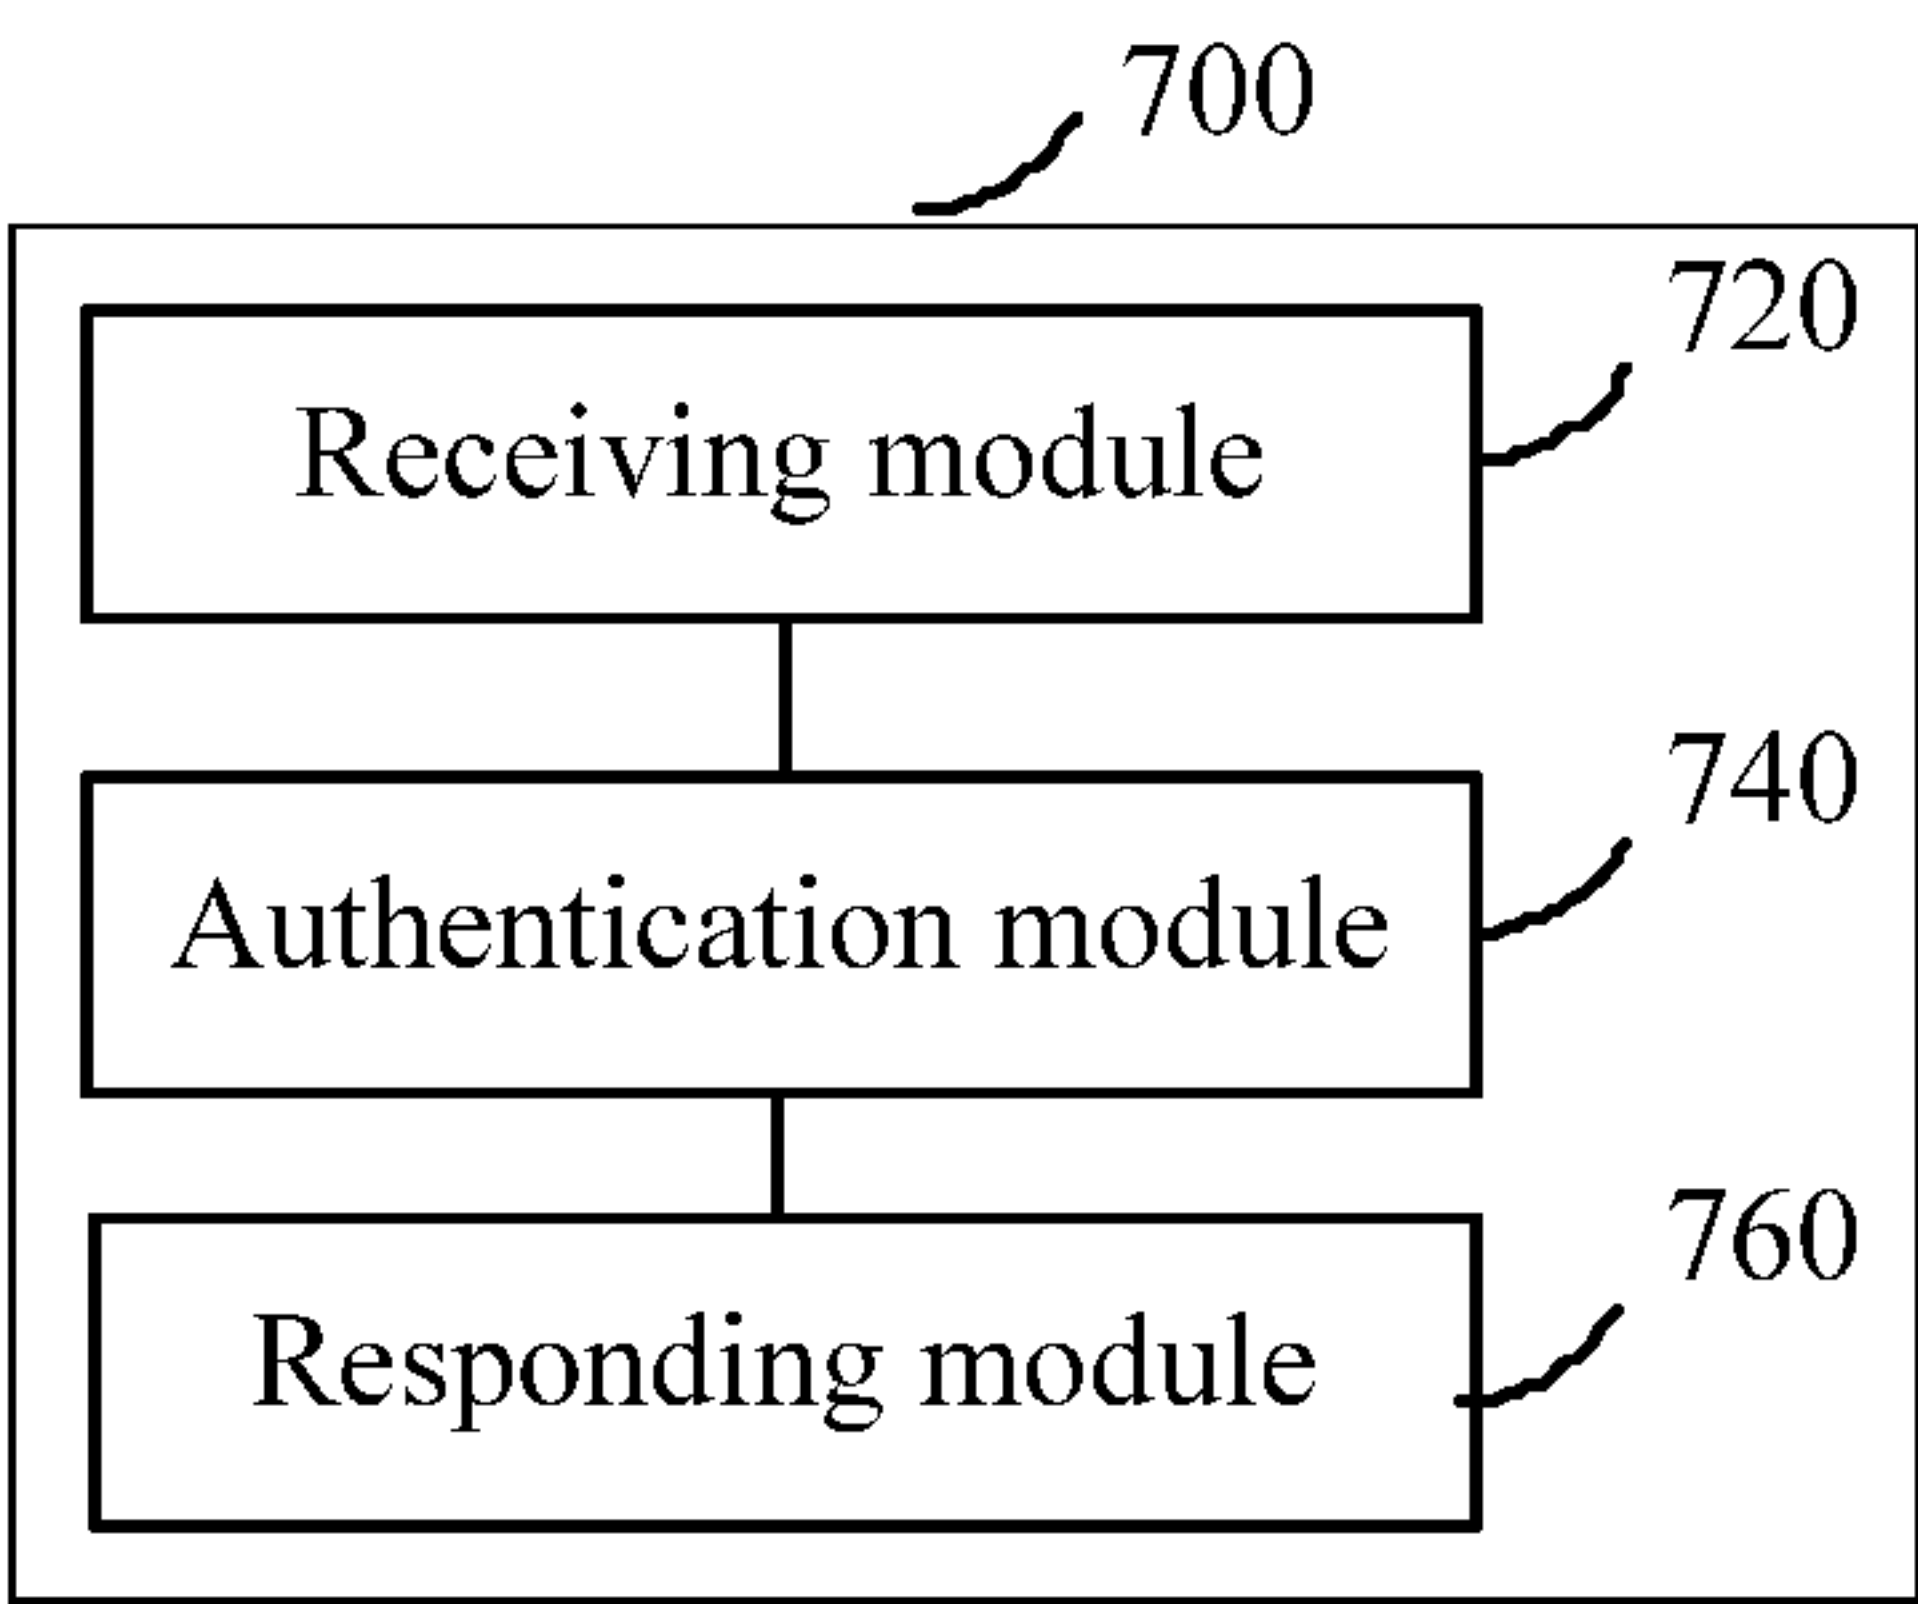 700
720
Receiving module
740
Authentication module
760
Responding module